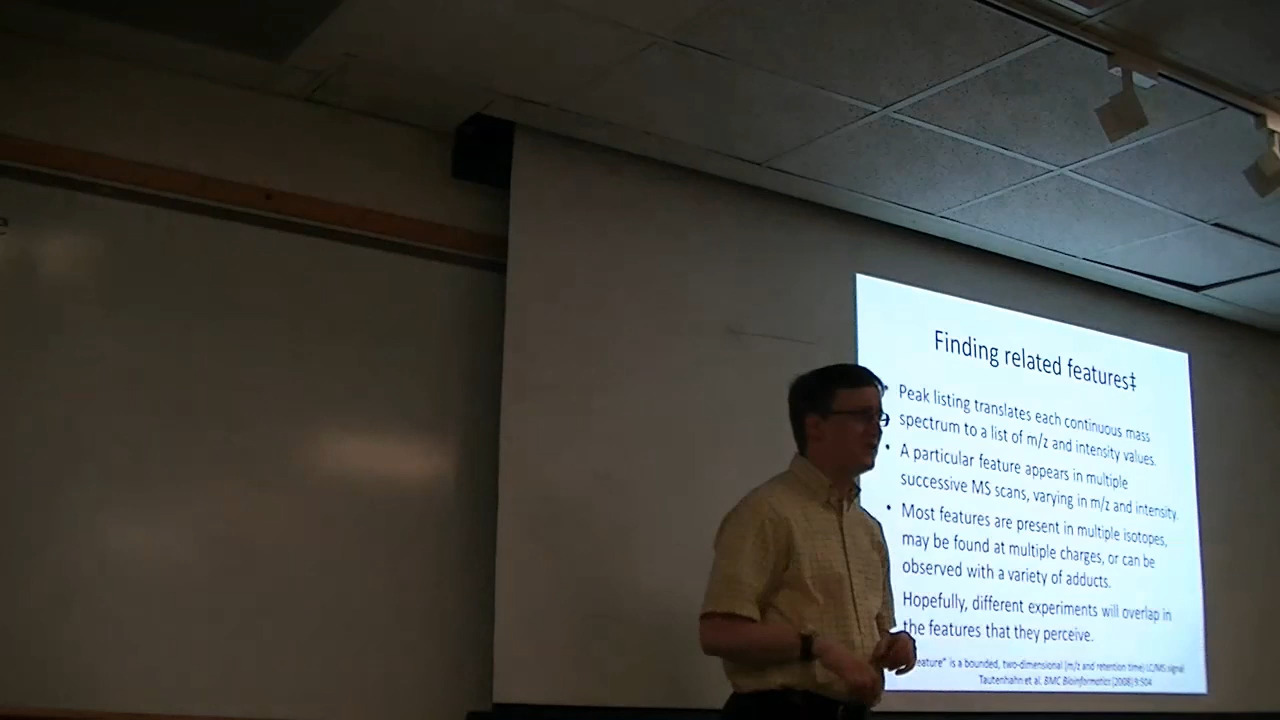 Finding related features‡
• Peak listing translates each continuous mass
spectrum to a list of m/z and intensity values.
• A particular feature appears in multiple
successive MS scans, varying in m/z and intensity.
• Most features are present in multiple isotopes,
may be found at multiple charges, or can be
observed with a variety of adducts.
Hopefully, different experiments will overlap in
the features that they perceive.
eature” is a bounded, two-dimensional (m/z and retention time) LC/MS signal
Tautenhahn et al. BMC Bioinformatics (2008) 9:504